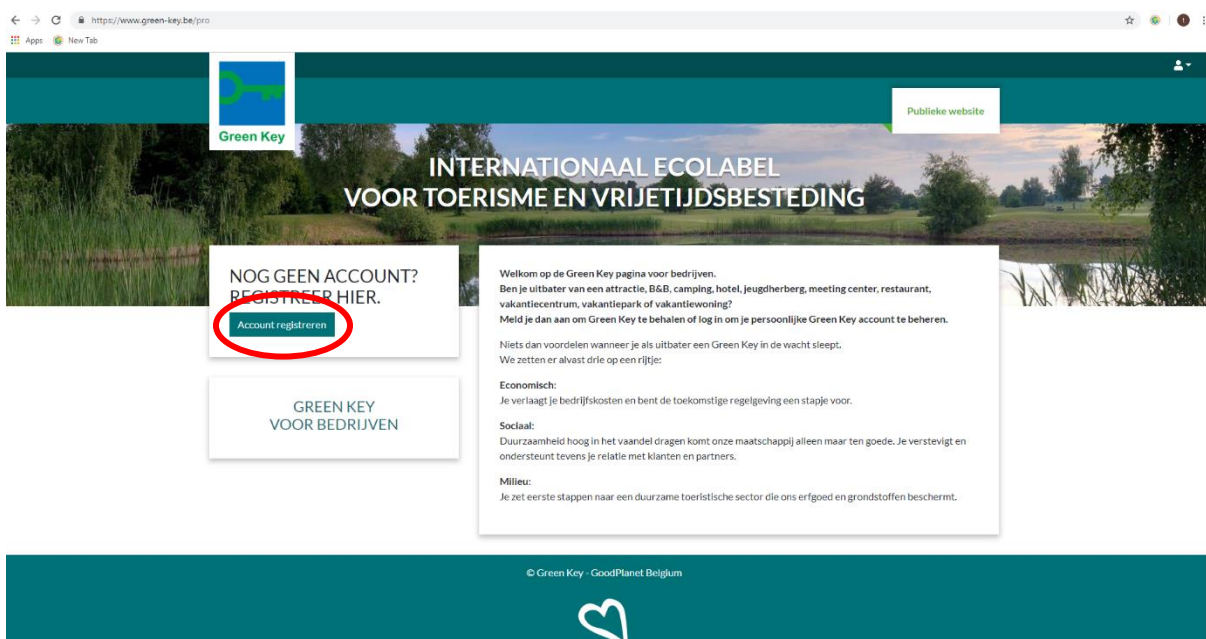 https://www.green-key.be/pro
Apps
New Tab
Green Key
Publieke website
INTERNATIONAAL ECOLABEL
VOOR TOERISME EN VRIJETIJDSBESTEDING
NOG GEEN ACCOUNT?
REGISTREER HIER.
Account registreren
GREEN KEY
VOOR BEDRIJVEN
Welkom op de Green Key pagina voor bedrijven.
Ben je uitbater van een attractie, B&B, camping, hotel, jeugdherberg, meeting center, restaurant,
vakantiecentrum, vakantiepark of vakantiewoning?
Meld je dan aan om Green Key te behalen of log in om je persoonlijke Green Key account te beheren.
Niets dan voordelen wanneer je als uitbater een Green Key in de wacht sleept.
We zetten er alvast drie op een rijtje:
Economisch:
Je verlaagt je bedrijfskosten en bent de toekomstige regelgeving een stapje voor.
Sociaal:
Duurzaamheid hoog in het vaandel dragen komt onze maatschappij alleen maar ten goede. Je verstevigt en
ondersteunt tevens je relatie met klanten en partners.
Milieu:
Je zet eerste stappen naar een duurzame toeristische sector die ons erfgoed en grondstoffen beschermt.
© Green Key - GoodPlanet Belgium